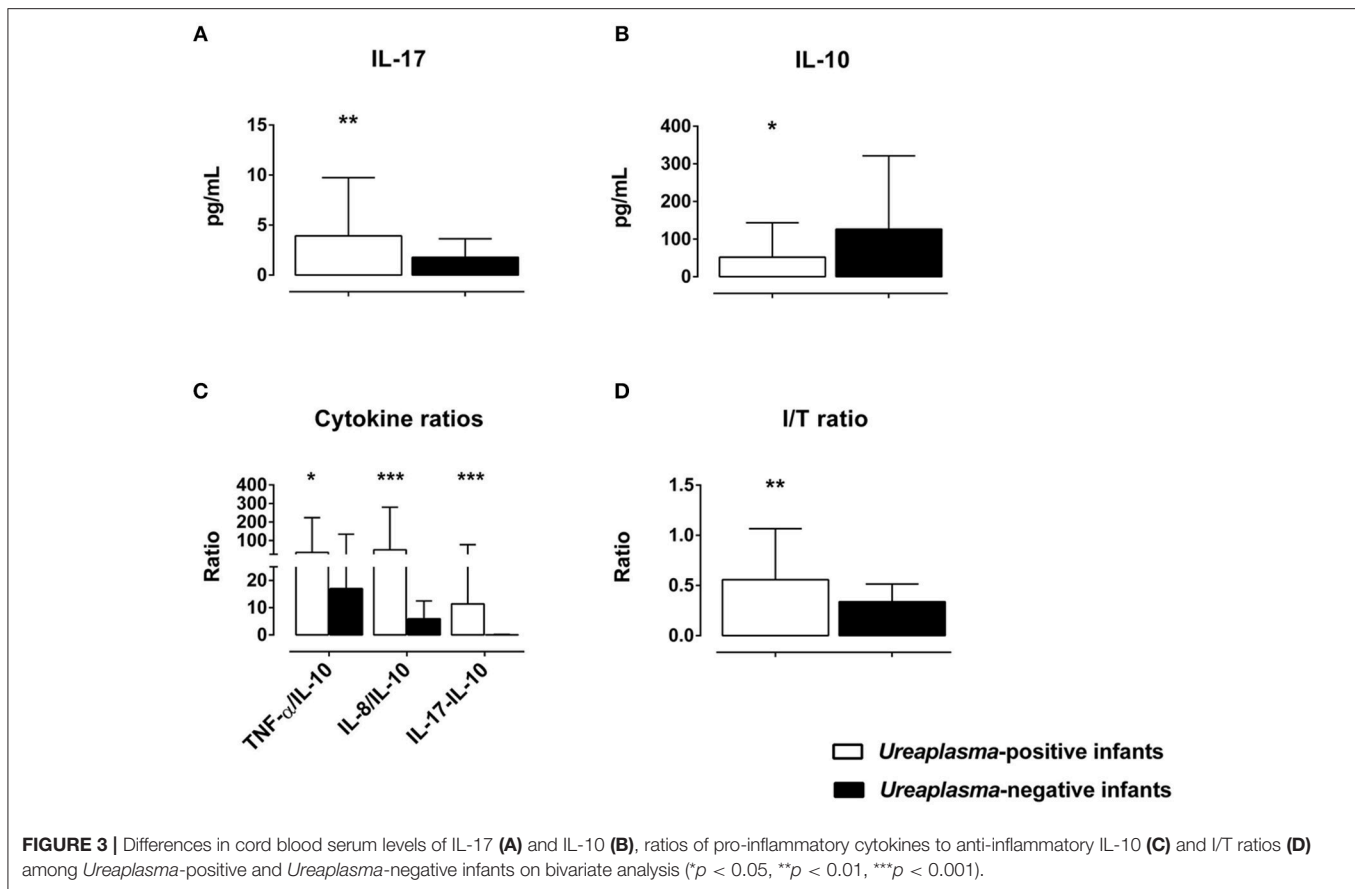 A
IL-17
15
10
5
0
pg/mL
**
B
IL-10
400
300
200
100
0
pg/mL
*
C
Cytokine ratios
400
300
200
100
20
10
0
Ratio
*
***
***
TNF-α/IL-10
IL-8/IL-10
IL-17-IL-10
D
I/T ratio
1.5
1.0
0.5
0.0
Ratio
**
Ureaplasma-positive infants
Ureaplasma-negative infants
FIGURE 3 | Differences in cord blood serum levels of IL-17 (A) and IL-10 (B), ratios of pro-inflammatory cytokines to anti-inflammatory IL-10 (C) and I/T ratios (D)
among Ureaplasma-positive and Ureaplasma-negative infants on bivariate analysis (*p < 0.05, **p < 0.01, ***p < 0.001).